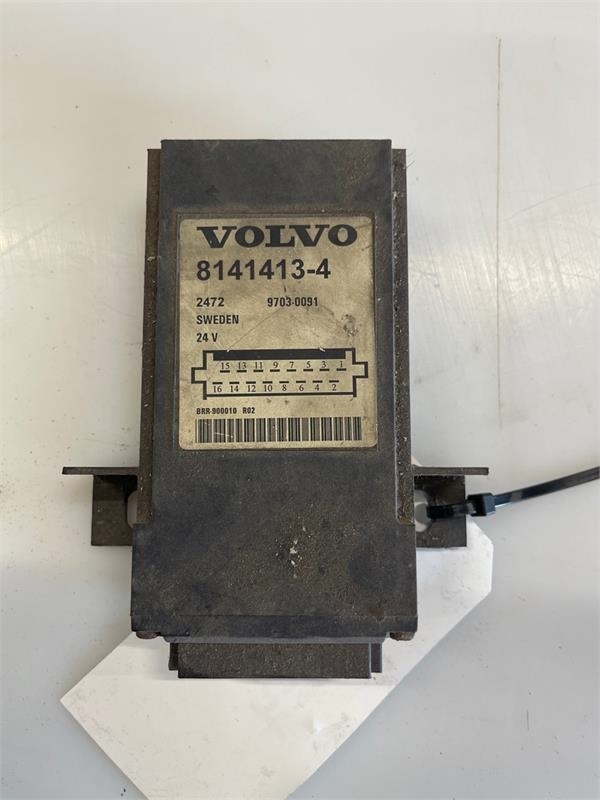 VOLVO
8141413-4
2472 9703-0091
SWEDEN
24 V
15 13 11 9 7 5 3 1
16 14 12 10 8 6 4 2
BRR-900010 R02